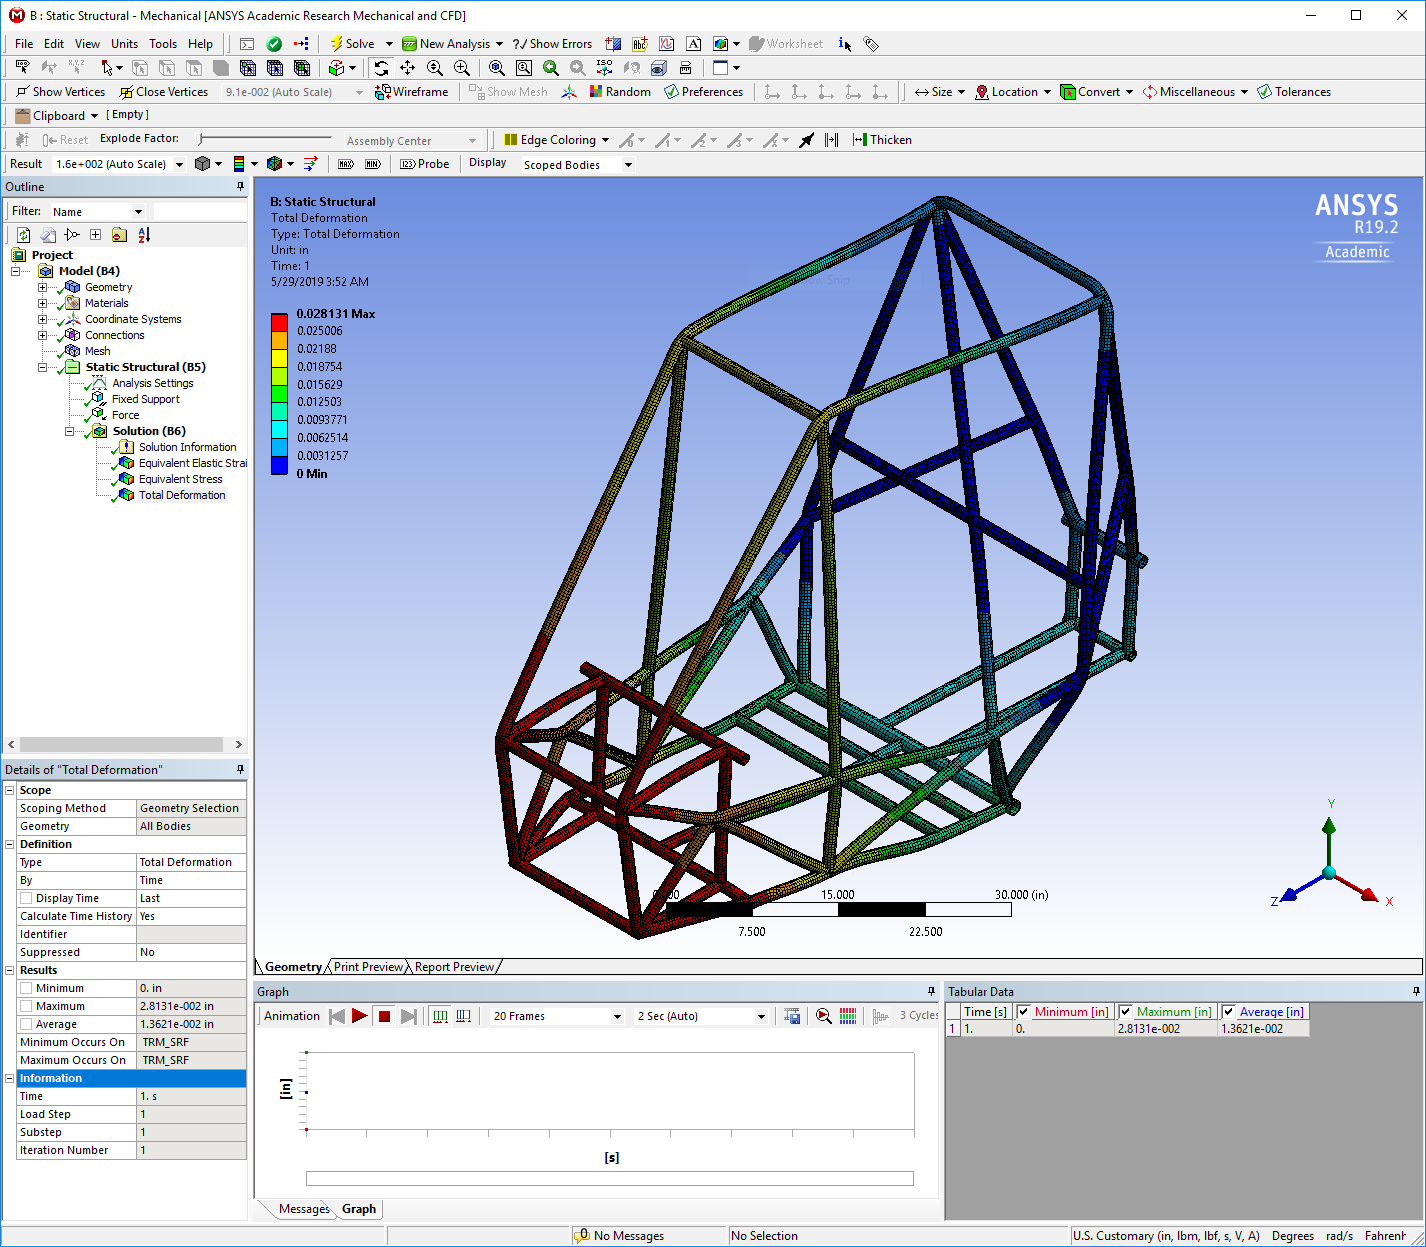 B : Static Structural - Mechanical [ANSYS Academic Research Mechanical and CFD]
File Edit View Units Tools Help Solve New Analysis ?/ Show Errors Worksheet
Show Vertices Close Vertices 9.1e-002 (Auto Scale) Wireframe Show Mesh Random Preferences Size Location Convert Miscellaneous Tolerances
Clipboard [ Empty ]
Reset Explode Factor: Assembly Center Edge Coloring Thicken
Result 1.6e+002 (Auto Scale) MAX MIN Probe Display Scoped Bodies
Outline
Filter: Name
Project
Model (B4)
Geometry
Materials
Coordinate Systems
Connections
Mesh
Static Structural (B5)
Analysis Settings
Fixed Support
Force
Solution (B6)
Solution Information
Equivalent Elastic Strai
Equivalent Stress
Total Deformation
B: Static Structural
Total Deformation
Type: Total Deformation
Unit: in
Time: 1
5/29/2019 3:52 AM
0.028131 Max
0.025006
0.02188
0.018754
0.015629
0.012503
0.0093771
0.0062514
0.0031257
0 Min
ANSYS
R19.2
Academic
Snip
Y
Z
X
15.000 30.000 (in)
7.500 22.500
Geometry Print Preview Report Preview
Details of "Total Deformation"
Scope
Scoping Method Geometry Selection
Geometry All Bodies
Definition
Type Total Deformation
By Time
Display Time Last
Calculate Time History Yes
Identifier
Suppressed No
Results
Minimum 0. in
Maximum 2.8131e-002 in
Average 1.3621e-002 in
Minimum Occurs On TRM_SRF
Maximum Occurs On TRM_SRF
Information
Time 1. s
Load Step 1
Substep 1
Iteration Number 1
Graph
Animation 20 Frames 2 Sec (Auto) 3 Cycles
[in]
[s]
Messages Graph
Tabular Data
Time [s] Minimum [in] Maximum [in] Average [in]
1 1. 0. 2.8131e-002 1.3621e-002
0 No Messages No Selection U.S. Customary (in, lbm, lbf, s, V, A) Degrees rad/s Fahrenh